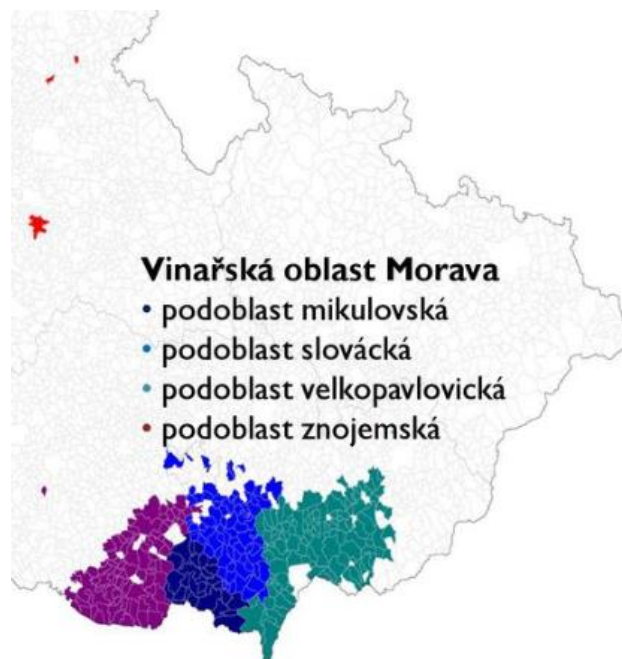 Vinařská oblast Morava
• podoblast mikulovská
• podoblast slovácká
• podoblast velkopavlovická
• podoblast znojemská